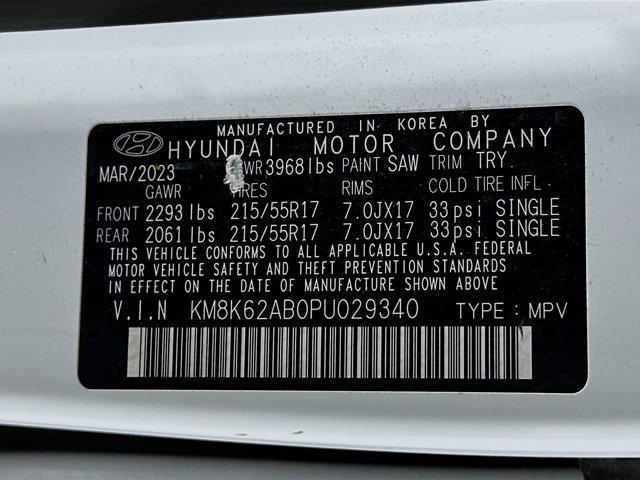 MANUFACTURED IN KOREA BY
HYUNDAI MOTOR COMPANY
MAR/2023 3968lbs PAINT SAW TRIM TRY
GAWR RIMS COLD TIRE INFL.
FRONT 2293lbs 215/55R17 7.0JX17 33psi SINGLE
REAR 2061lbs 215/55R17 7.0JX17 33psi SINGLE
THIS VEHICLE CONFORMS TO ALL APPLICABLE U.S.A. FEDERAL
MOTOR VEHICLE SAFETY AND THEFT PREVENTION STANDARDS
IN EFFECT ON THE DATE OF MANUFACTURE SHOWN ABOVE
V.I.N KM8K62AB0PU029340 TYPE : MPV